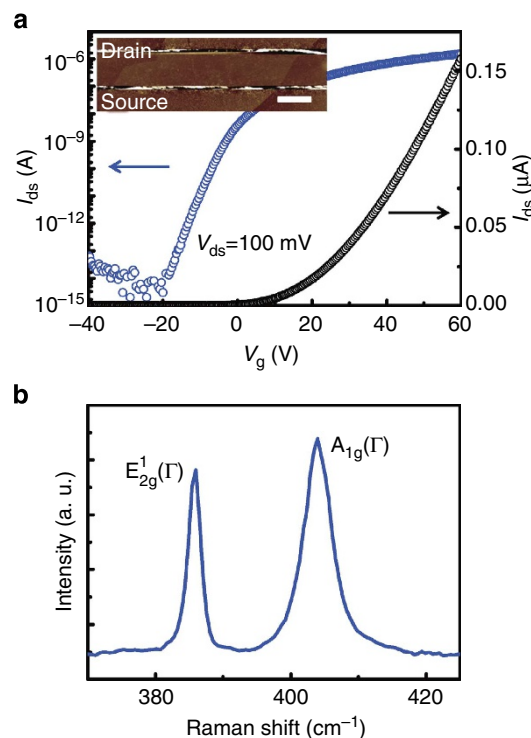 a
Drain
Source
10⁻⁶
10⁻⁹
10⁻¹²
10⁻¹⁵
I_ds (A)
V_ds=100 mV
0.15
0.10
0.05
0.00
I_ds (μA)
−40 −20 0 20 40 60
V_g (V)
b
E¹_2g(Γ)
A_1g(Γ)
Intensity (a. u.)
380 400 420
Raman shift (cm⁻¹)